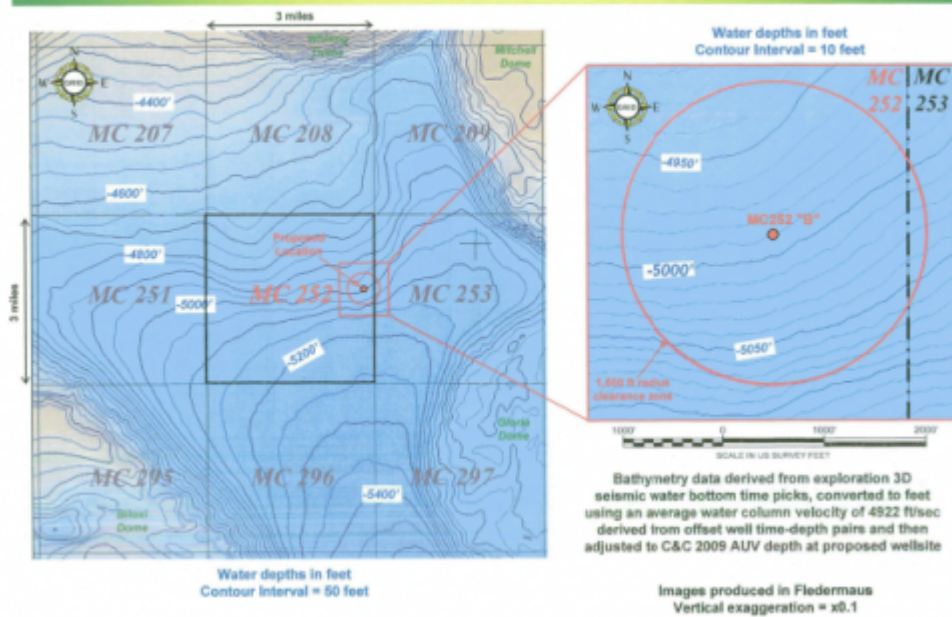 3 miles
Mitchell
Dome
N
W
E
S
-4400'
MC 207
MC 208
MC 209
-4600'
-4800'
Proposed
Location
MC 251
-5000'
MC 252
MC 253
3 miles
-5200'
Gloria
Dome
MC 295
MC 296
MC 297
-5400'
Biloxi
Dome
Water depths in feet
Contour Interval = 50 feet
Water depths in feet
Contour Interval = 10 feet
N
W
E
S
MC
252
MC
253
-4950'
MC252 "B"
-5000'
-5050'
1,500 ft radius
clearance zone
1000'
0
1000'
2000'
SCALE IN US SURVEY FEET
Bathymetry data derived from exploration 3D
seismic water bottom time picks, converted to feet
using an average water column velocity of 4922 ft/sec
derived from offset well time-depth pairs and then
adjusted to C&C 2009 AUV depth at proposed wellsite
Images produced in Fledermaus
Vertical exaggeration = x0.1